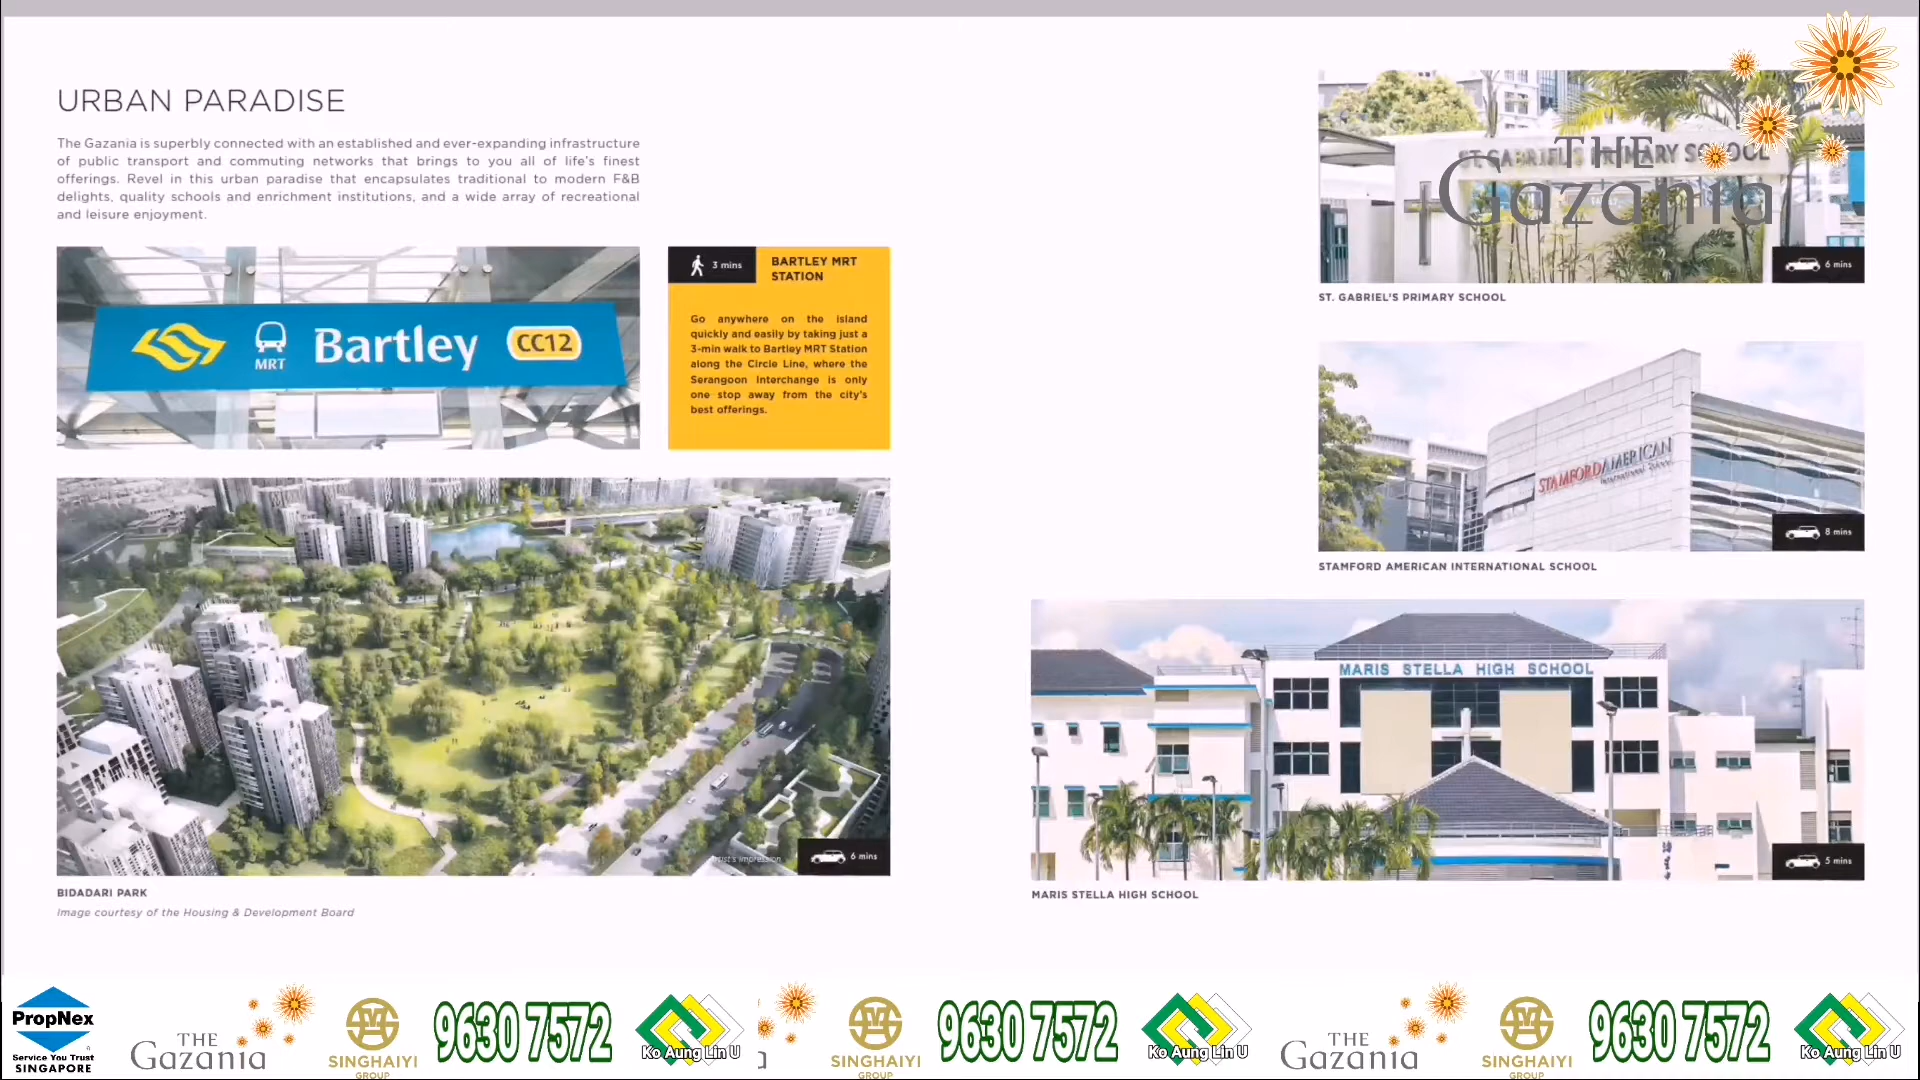 URBAN PARADISE
The Gazania is superbly connected with an established and ever-expanding infrastructure
of public transport and commuting networks that brings to you all of life's finest
offerings. Revel in this urban paradise that encapsulates traditional to modern F&B
delights, quality schools and enrichment institutions, and a wide array of recreational
and leisure enjoyment.
MRT
Bartley
CC12
3 mins
BARTLEY MRT
STATION
Go anywhere on the island
quickly and easily by taking just a
3-min walk to Bartley MRT Station
along the Circle Line, where the
Serangoon Interchange is only
one stop away from the city's
best offerings.
Artist's Impression
6 mins
BIDADARI PARK
Image courtesy of the Housing & Development Board
ST GABRIEL'S PRIMARY SCHOOL
THE
Gazania
6 mins
ST. GABRIEL'S PRIMARY SCHOOL
STAMFORD AMERICAN
International School
8 mins
STAMFORD AMERICAN INTERNATIONAL SCHOOL
MARIS STELLA HIGH SCHOOL
5 mins
MARIS STELLA HIGH SCHOOL
PropNex
Service You Trust
SINGAPORE
THE
Gazania
SINGHAIYI
GROUP
9630 7572
Ko Aung Lin U
SINGHAIYI
GROUP
9630 7572
Ko Aung Lin U
THE
Gazania
SINGHAIYI
GROUP
9630 7572
Ko Aung Lin U